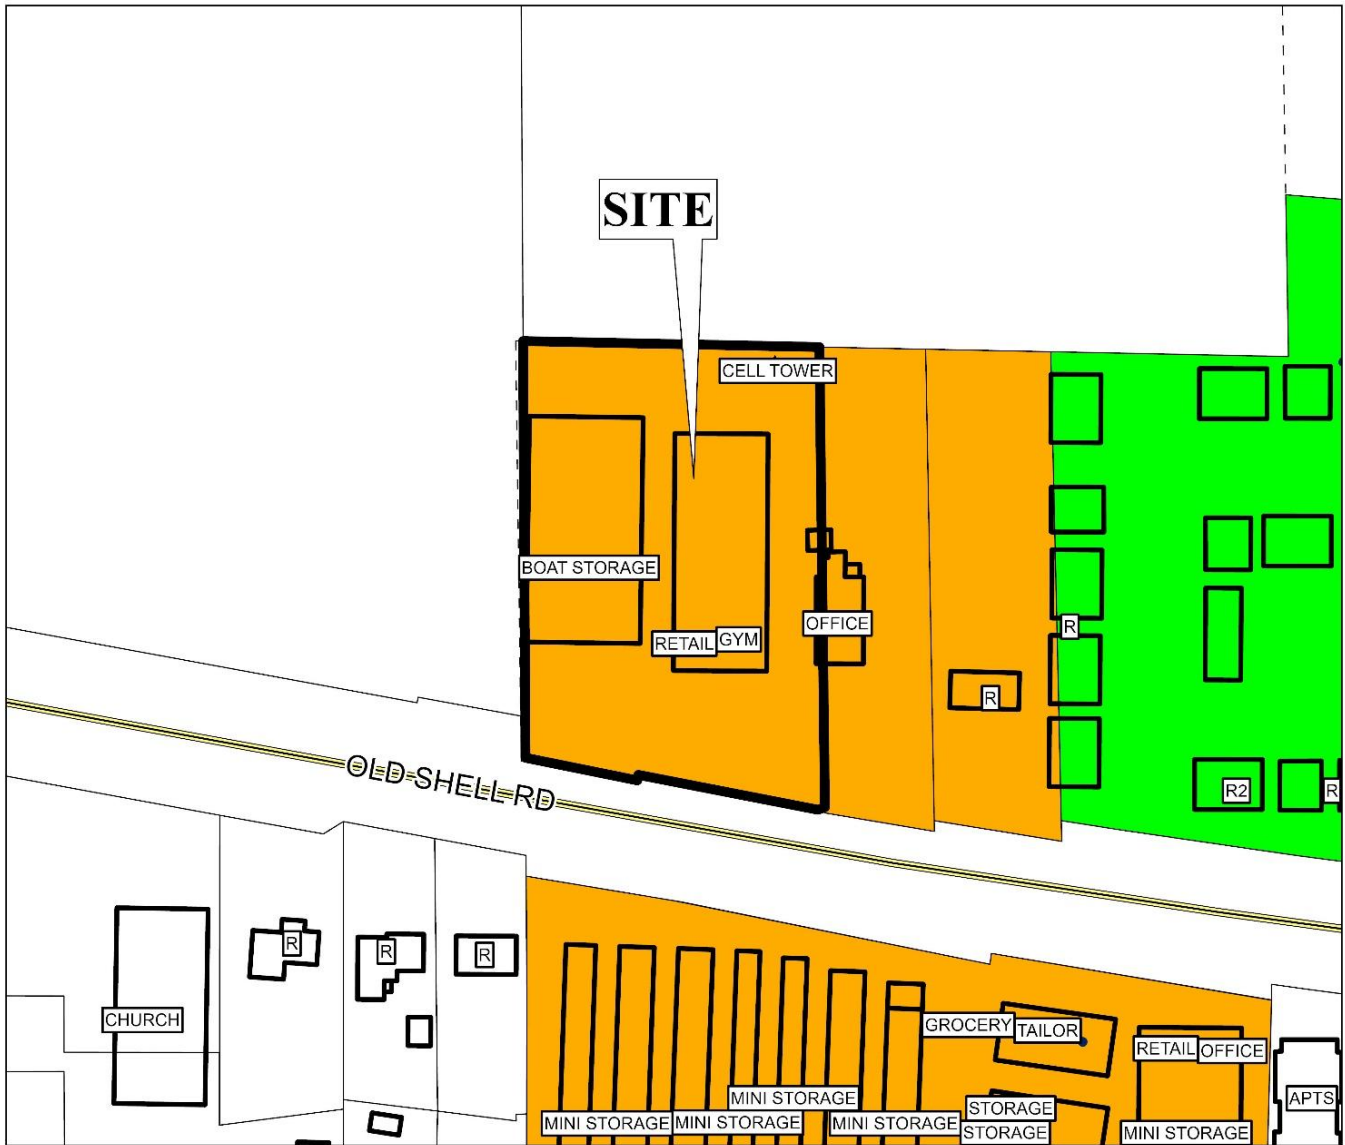 SITE
CELL TOWER
BOAT STORAGE
OFFICE
RETAIL
GYM
R
R
OLD SHELL RD
R2
R
R
R
R
CHURCH
GROCERY
TAILOR
RETAIL
OFFICE
MINI STORAGE
APTS
STORAGE
MINI STORAGE
MINI STORAGE
MINI STORAGE
STORAGE
MINI STORAGE